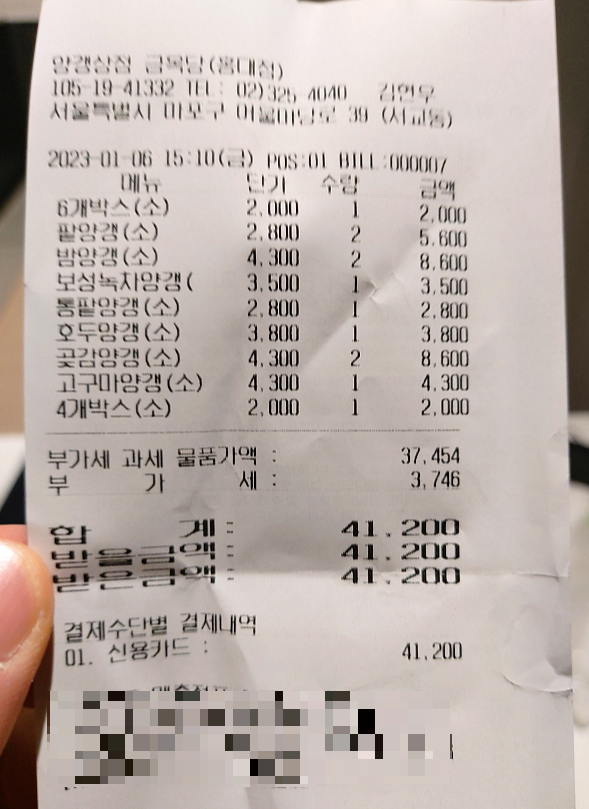 양갱상점 금옥당(홍대점)
105-19-41332 TEL: 02)325-4040 김현우
서울특별시 마포구 어울마당로 39 (서교동)
2023-01-06 15:10(금) POS:01 BILL:000007
메뉴 단가 수량 금액
6개박스(소) 2,000 1 2,000
팥양갱(소) 2,800 2 5,600
밤양갱(소) 4,300 2 8,600
보성녹차양갱( 3,500 1 3,500
통팥양갱(소) 2,800 1 2,800
호두양갱(소) 3,800 1 3,800
곶감양갱(소) 4,300 2 8,600
고구마양갱(소) 4,300 1 4,300
4개박스(소) 2,000 1 2,000
부가세 과세 물품가액 : 37,454
부 가 세 : 3,746
합 계: 41,200
받을금액: 41,200
받은금액: 41,200
결제수단별 결제내역
01. 신용카드 : 41,200